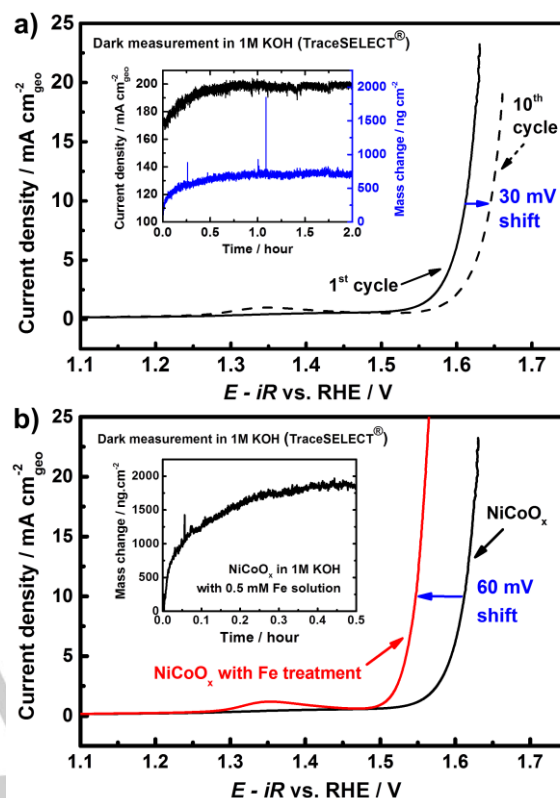 a)
Dark measurement in 1M KOH (TraceSELECT®)
Current density / mA cm⁻²geo
25
20
15
10
5
0
Current density / mA cm⁻²geo
200
180
160
140
120
100
0.0 0.5 1.0 1.5 2.0
Time / hour
2000
1500
1000
500
0
Mass change / ng cm⁻²
10th
cycle
30 mV
shift
1st cycle
1.1 1.2 1.3 1.4 1.5 1.6 1.7
E - iR vs. RHE / V
b)
Dark measurement in 1M KOH (TraceSELECT®)
Current density / mA cm⁻²geo
25
20
15
10
5
0
Mass change / ng.cm⁻²
2000
1750
1500
1250
1000
750
500
250
0
NiCoOx in 1M KOH
with 0.5 mM Fe solution
0.0 0.1 0.2 0.3 0.4 0.5
Time / hour
NiCoOx
60 mV
shift
NiCoOx with Fe treatment
1.1 1.2 1.3 1.4 1.5 1.6 1.7
E - iR vs. RHE / V